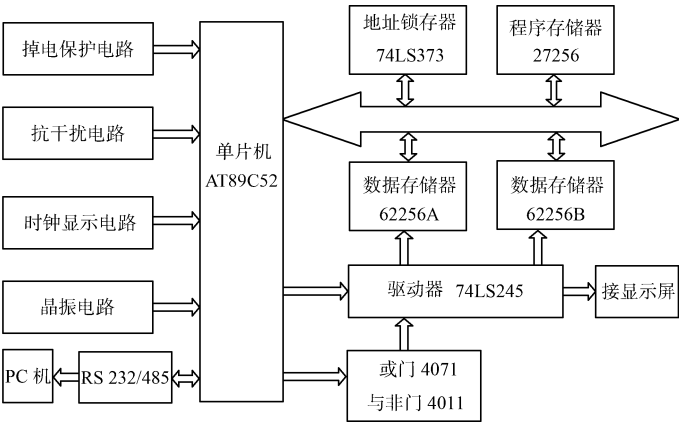 掉电保护电路
抗干扰电路
时钟显示电路
晶振电路
PC 机
RS 232/485
单片机
AT89C52
地址锁存器
74LS373
程序存储器
27256
数据存储器
62256A
数据存储器
62256B
驱动器 74LS245
接显示屏
或门 4071
与非门 4011